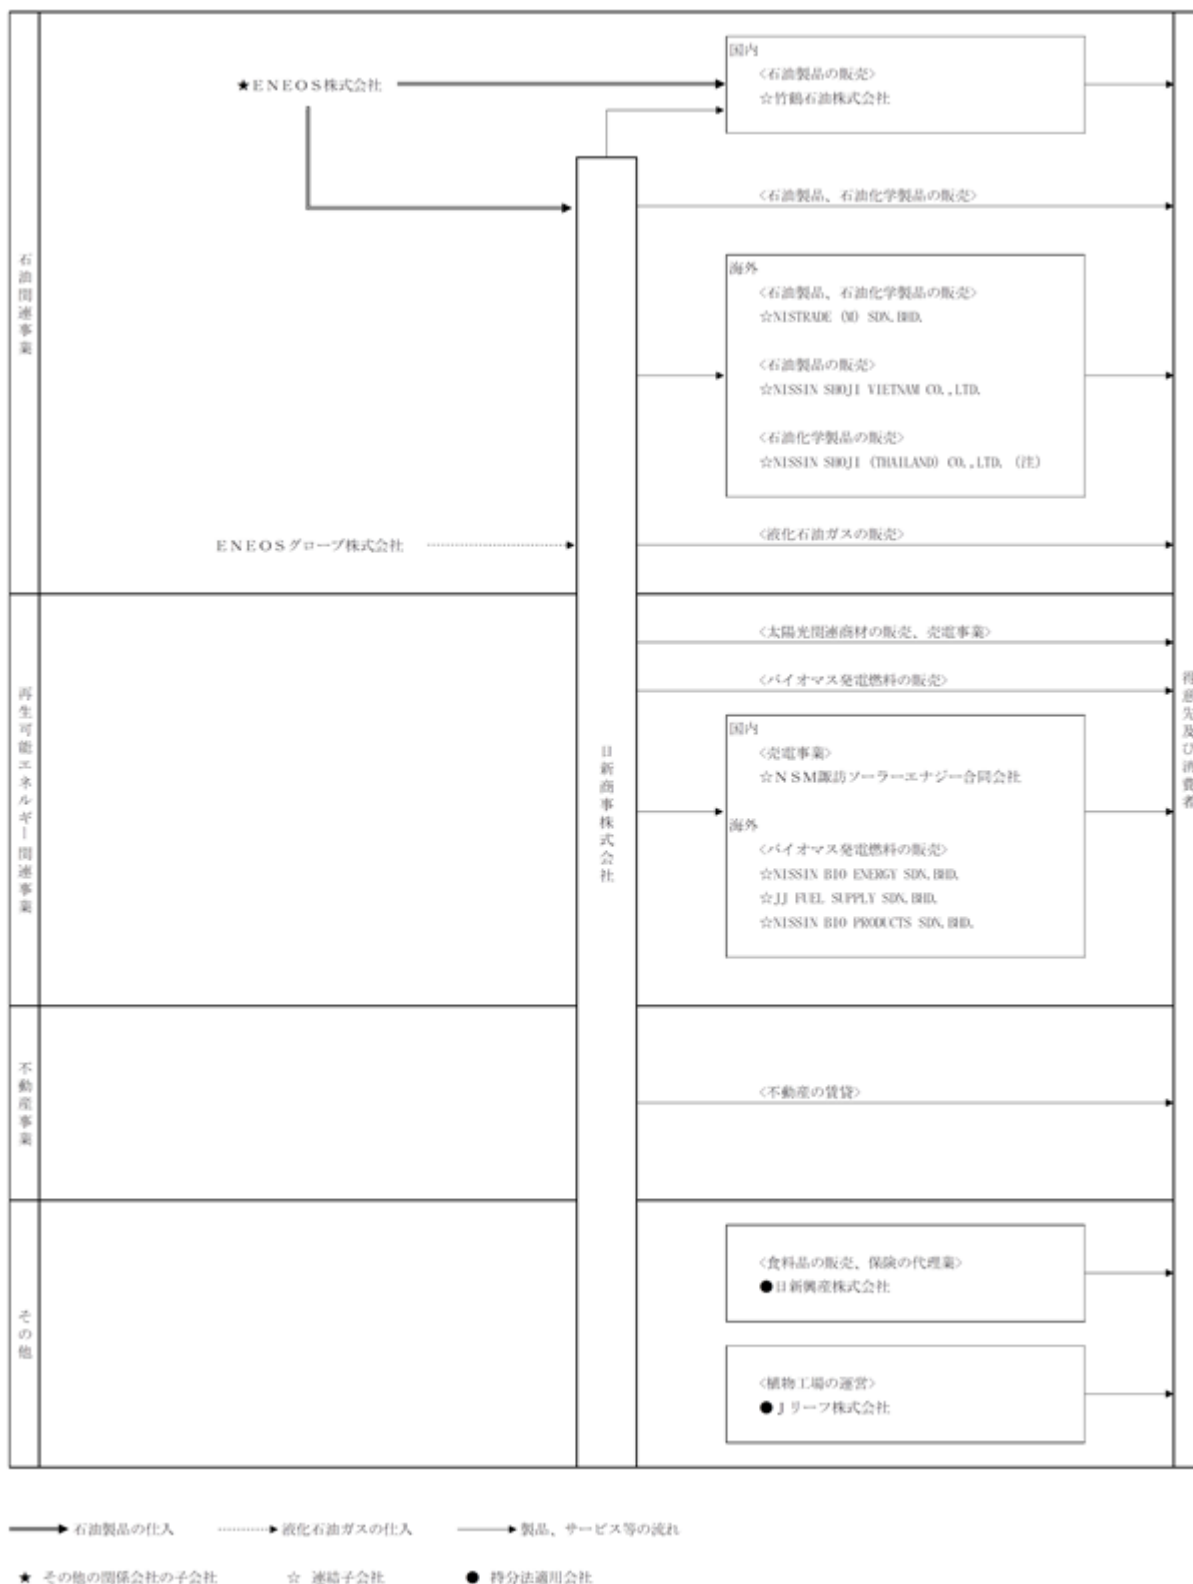 国内
<石油製品の販売>
★ENEOS株式会社
☆竹鶴石油株式会社
<石油製品、石油化学製品の販売>
石油関連事業
海外
<石油製品、石油化学製品の販売>
☆NISTRADE (M) SDN.BHD.
<石油製品の販売>
☆NISSIN SHOJI VIETNAM CO.,LTD.
<石油化学製品の販売>
☆NISSIN SHOJI (THAILAND) CO.,LTD. (注)
<液化石油ガスの販売>
ENEOSグローブ株式会社
再生可能エネルギー関連事業
<太陽光関連商材の販売、売電事業>
<バイオマス発電燃料の販売>
国内
<売電事業>
☆NSM諏訪ソーラーエナジー合同会社
海外
<バイオマス発電燃料の販売>
☆NISSIN BIO ENERGY SDN.BHD.
☆JJ FUEL SUPPLY SDN.BHD.
☆NISSIN BIO PRODUCTS SDN.BHD.
日新商事株式会社
得意先及び消費者
不動産事業
<不動産の賃貸>
その他
<食料品の販売、保険の代理業>
●日新興産株式会社
<植物工場の運営>
●Jリーフ株式会社
石油製品の仕入 液化石油ガスの仕入 製品、サービス等の流れ
★ その他の関係会社の子会社 ☆ 連結子会社 ● 持分法適用会社